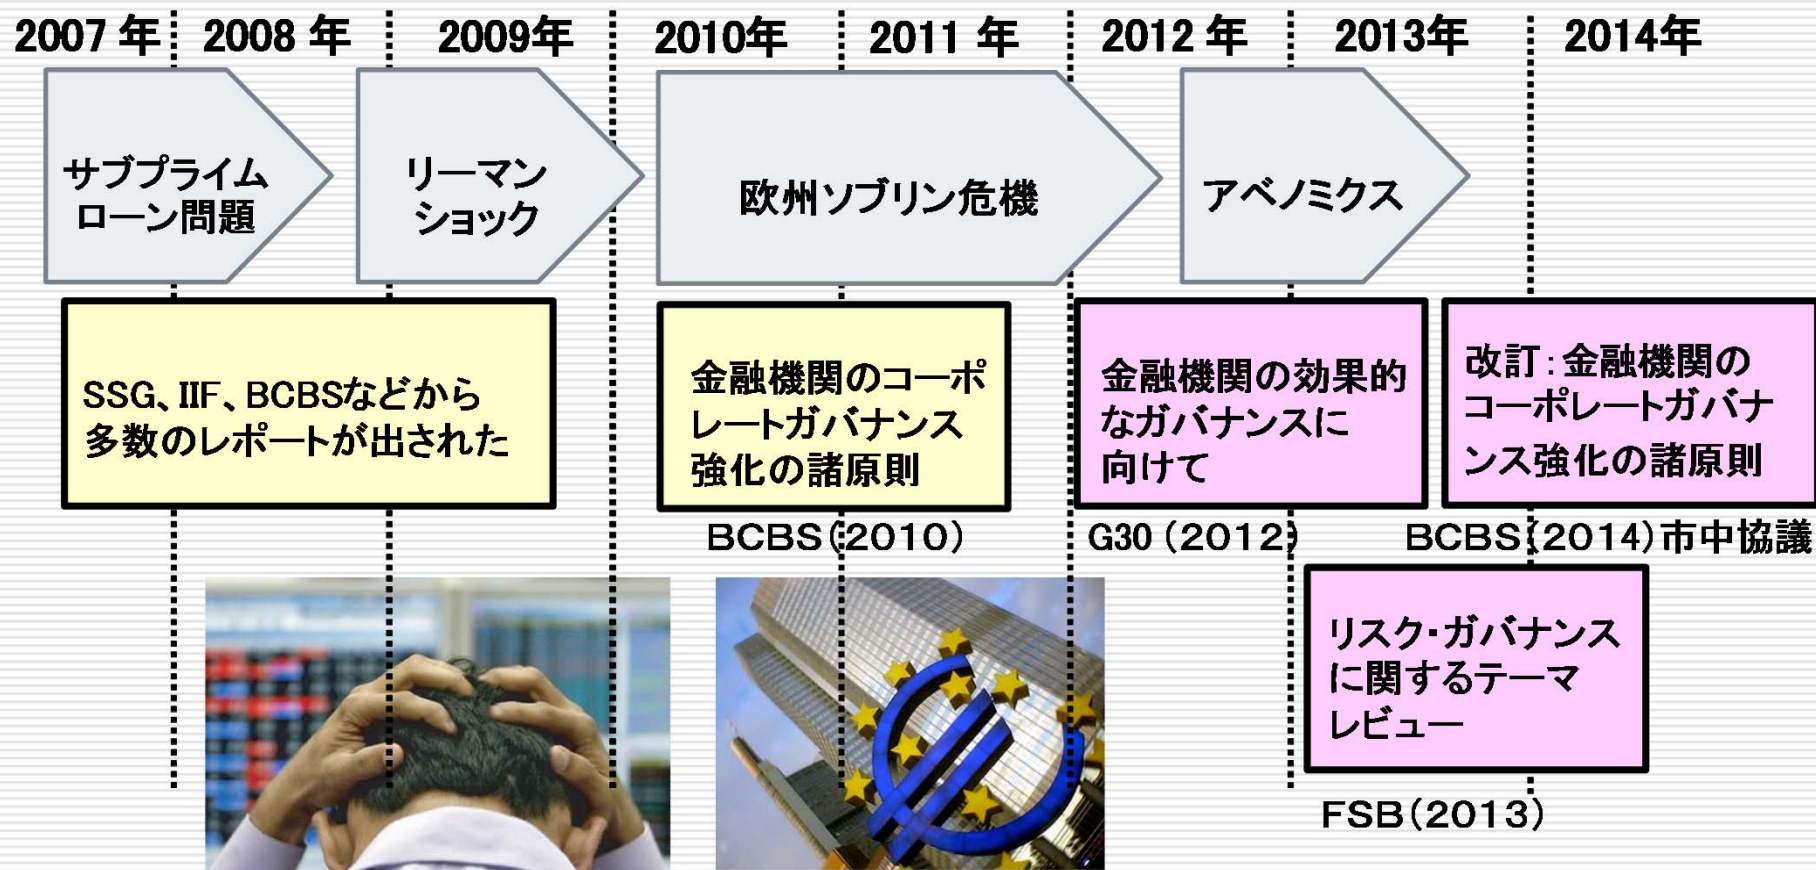 2007 年 2008 年 2009年 2010年 2011 年 2012 年 2013年 2014年
サブプライム
ローン問題
リーマン
ショック
欧州ソブリン危機
アベノミクス
SSG、IIF、BCBSなどから
多数のレポートが出された
金融機関のコーポ
レートガバナンス
強化の諸原則
BCBS(2010)
金融機関の効果的
なガバナンスに
向けて
G30(2012)
改訂:金融機関の
コーポレートガバナ
ンス強化の諸原則
BCBS(2014)市中協議
リスク・ガバナンス
に関するテーマ
レビュー
FSB(2013)